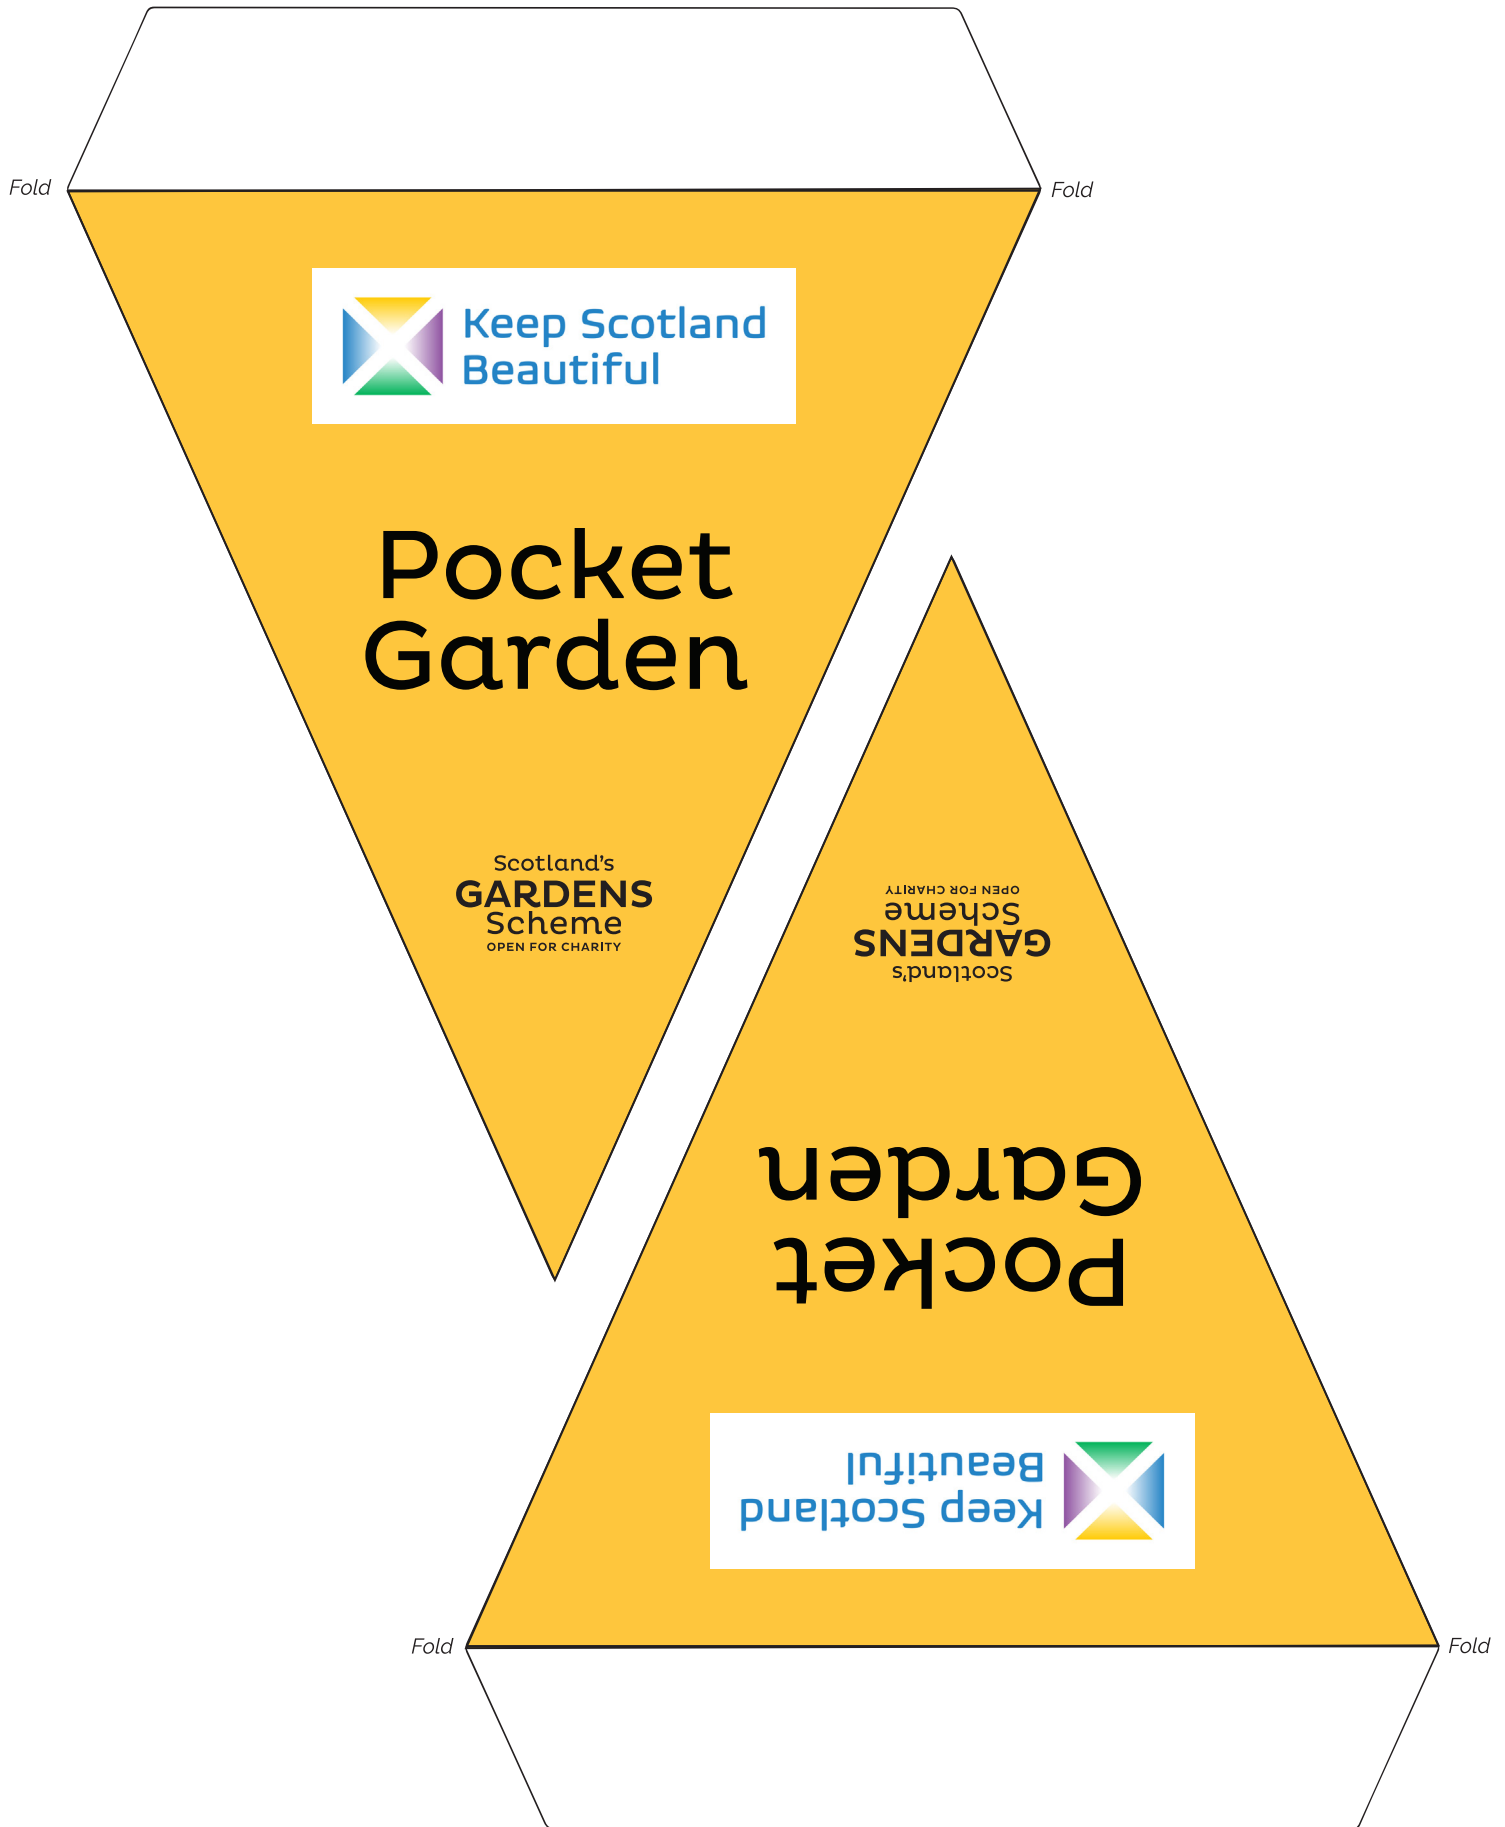 Fold
Fold
Keep Scotland
Beautiful
Pocket
Garden
Scotland's
GARDENS
Scheme
OPEN FOR CHARITY
Keep Scotland
Beautiful
Pocket
Garden
Scotland's
GARDENS
Scheme
OPEN FOR CHARITY
Fold
Fold